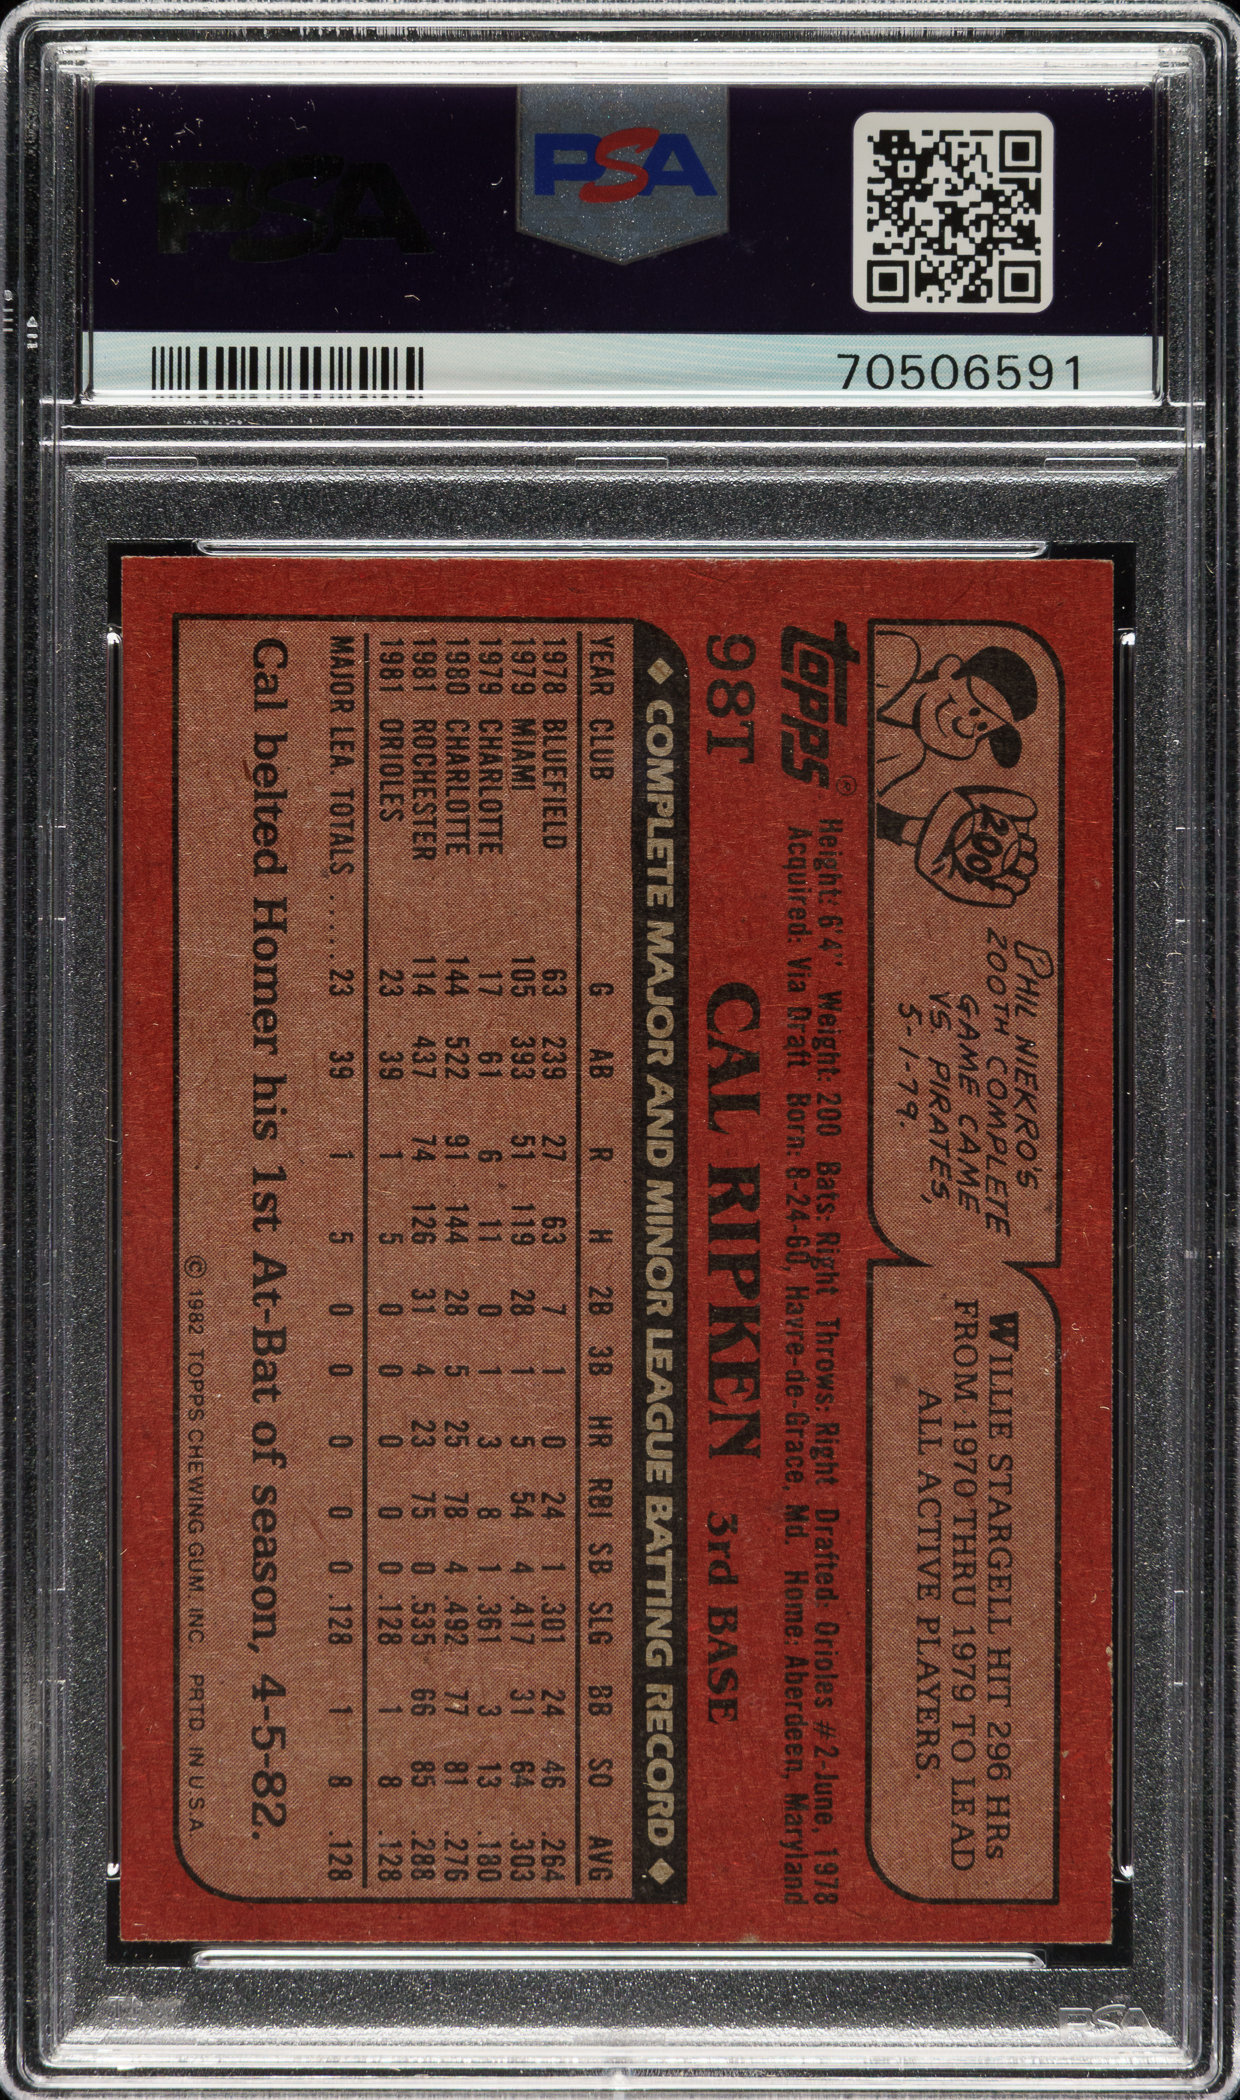 PSA
PSA
70506591
PHIL NIEKRO'S
200TH COMPLETE
GAME CAME
VS. PIRATES,
5-1-79.
200
WILLIE STARGELL HIT 296 HRs
FROM 1970 THRU 1979 TO LEAD
ALL ACTIVE PLAYERS.
topps®
Height: 6'4" Weight: 200 Bats: Right Throws: Right Drafted: Orioles #2-June, 1978
Acquired: Via Draft Born: 8-24-60, Havre-de-Grace, Md. Home: Aberdeen, Maryland
98T CAL RIPKEN 3rd BASE
COMPLETE MAJOR AND MINOR LEAGUE BATTING RECORD
YEAR CLUB G AB R H 2B 3B HR RBI SB SLG BB SO AVG
1978 BLUEFIELD 63 239 27 63 7 1 0 24 1 .301 24 46 .264
1979 MIAMI 105 393 51 119 28 1 5 54 4 .417 31 64 .303
1979 CHARLOTTE 17 61 6 11 0 1 3 8 1 .361 3 13 .180
1980 CHARLOTTE 144 522 91 144 28 5 25 78 4 .492 77 81 .276
1981 ROCHESTER 114 437 74 126 31 4 23 75 0 .535 66 85 .288
1981 ORIOLES 23 39 1 5 0 0 0 0 0 .128 1 8 .128
MAJOR LEA. TOTALS ..... 23 39 1 5 0 0 0 0 0 .128 1 8 .128
Cal belted Homer his 1st At-Bat of season, 4-5-82.
© 1982 TOPPS CHEWING GUM, INC PRTD. IN U.S.A.
PSA